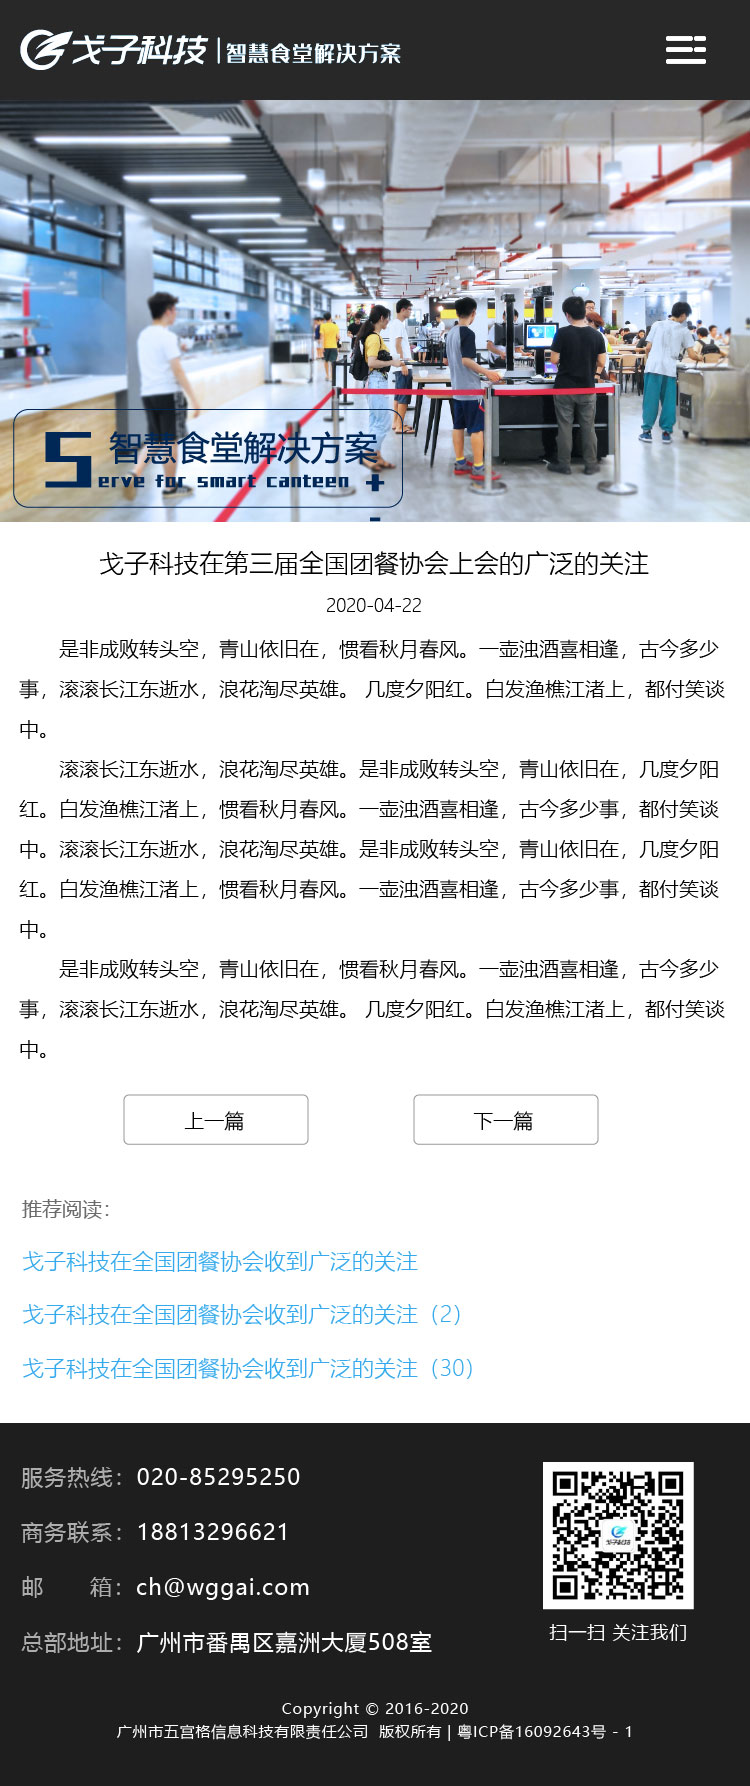 戈子科技|智慧食堂解决方案
智慧食堂解决方案
Serve for smart canteen
戈子科技在第三届全国团餐协会上会的广泛的关注
2020-04-22
是非成败转头空，青山依旧在，惯看秋月春风。一壶浊酒喜相逢，古今多少
事，滚滚长江东逝水，浪花淘尽英雄。 几度夕阳红。白发渔樵江渚上，都付笑谈
中。
滚滚长江东逝水，浪花淘尽英雄。是非成败转头空，青山依旧在，几度夕阳
红。白发渔樵江渚上，惯看秋月春风。一壶浊酒喜相逢，古今多少事，都付笑谈
中。滚滚长江东逝水，浪花淘尽英雄。是非成败转头空，青山依旧在，几度夕阳
红。白发渔樵江渚上，惯看秋月春风。一壶浊酒喜相逢，古今多少事，都付笑谈
中。
是非成败转头空，青山依旧在，惯看秋月春风。一壶浊酒喜相逢，古今多少
事，滚滚长江东逝水，浪花淘尽英雄。 几度夕阳红。白发渔樵江渚上，都付笑谈
中。
上一篇 下一篇
推荐阅读：
戈子科技在全国团餐协会收到广泛的关注
戈子科技在全国团餐协会收到广泛的关注（2）
戈子科技在全国团餐协会收到广泛的关注（30）
服务热线：020-85295250
商务联系：18813296621
邮 箱：ch@wggai.com
总部地址：广州市番禺区嘉洲大厦508室
戈子科技
扫一扫 关注我们
Copyright © 2016-2020
广州市五宫格信息科技有限责任公司 版权所有 | 粤ICP备16092643号 - 1